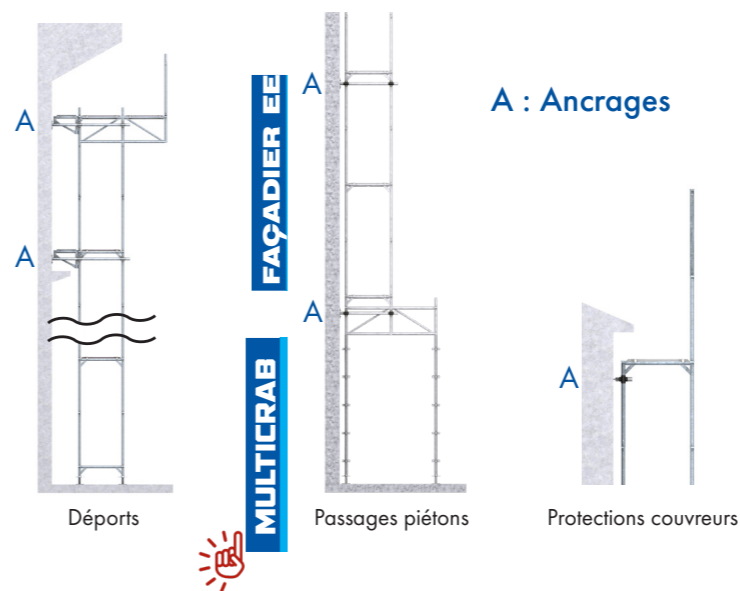 A : Ancrages
A
A
A
A
A
FAÇADIER EE
MULTICRAB
Déports
Passages piétons
Protections couvreurs